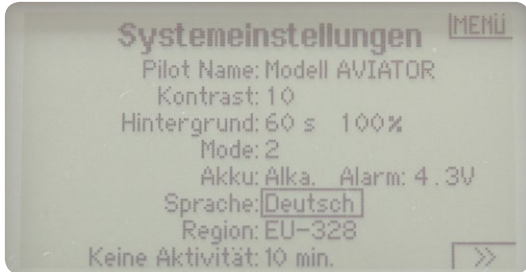 MENÜ
Systemeinstellungen
Pilot Name: Modell AVIATOR
Kontrast: 10
Hintergrund: 60 s 100%
Mode: 2
Akku: Alka. Alarm: 4.3V
Sprache: Deutsch
Region: EU-328
Keine Aktivität: 10 min. >>